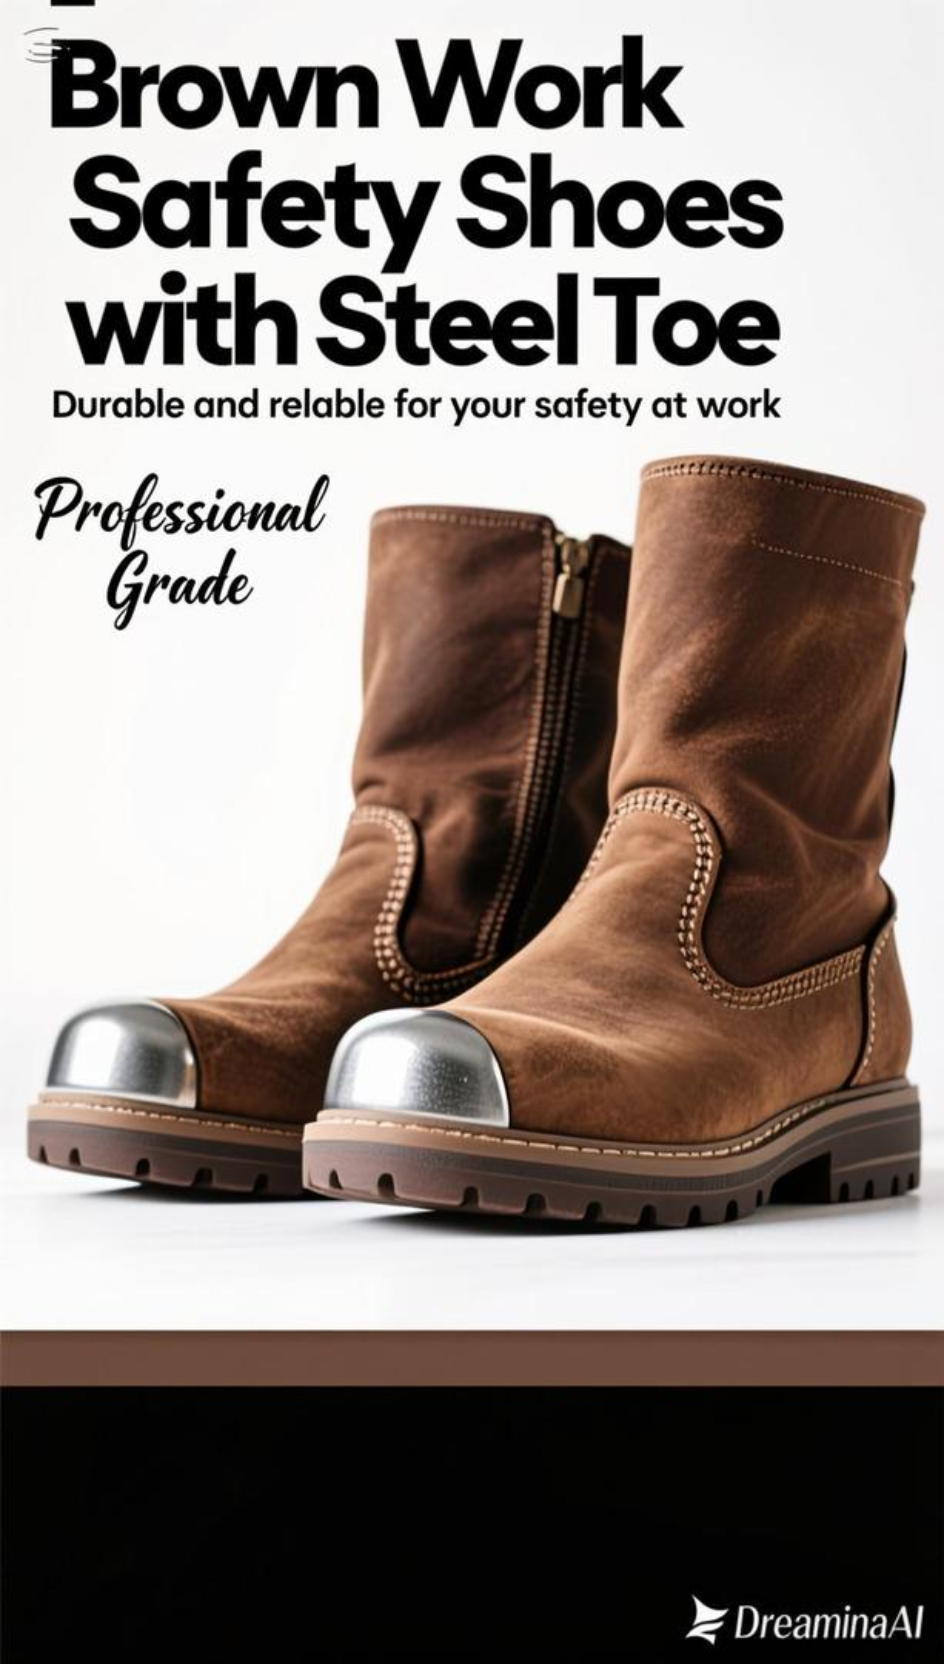 Brown Work
Safety Shoes
with Steel Toe
Durable and relable for your safety at work
Professional
Grade
DreaminaAI